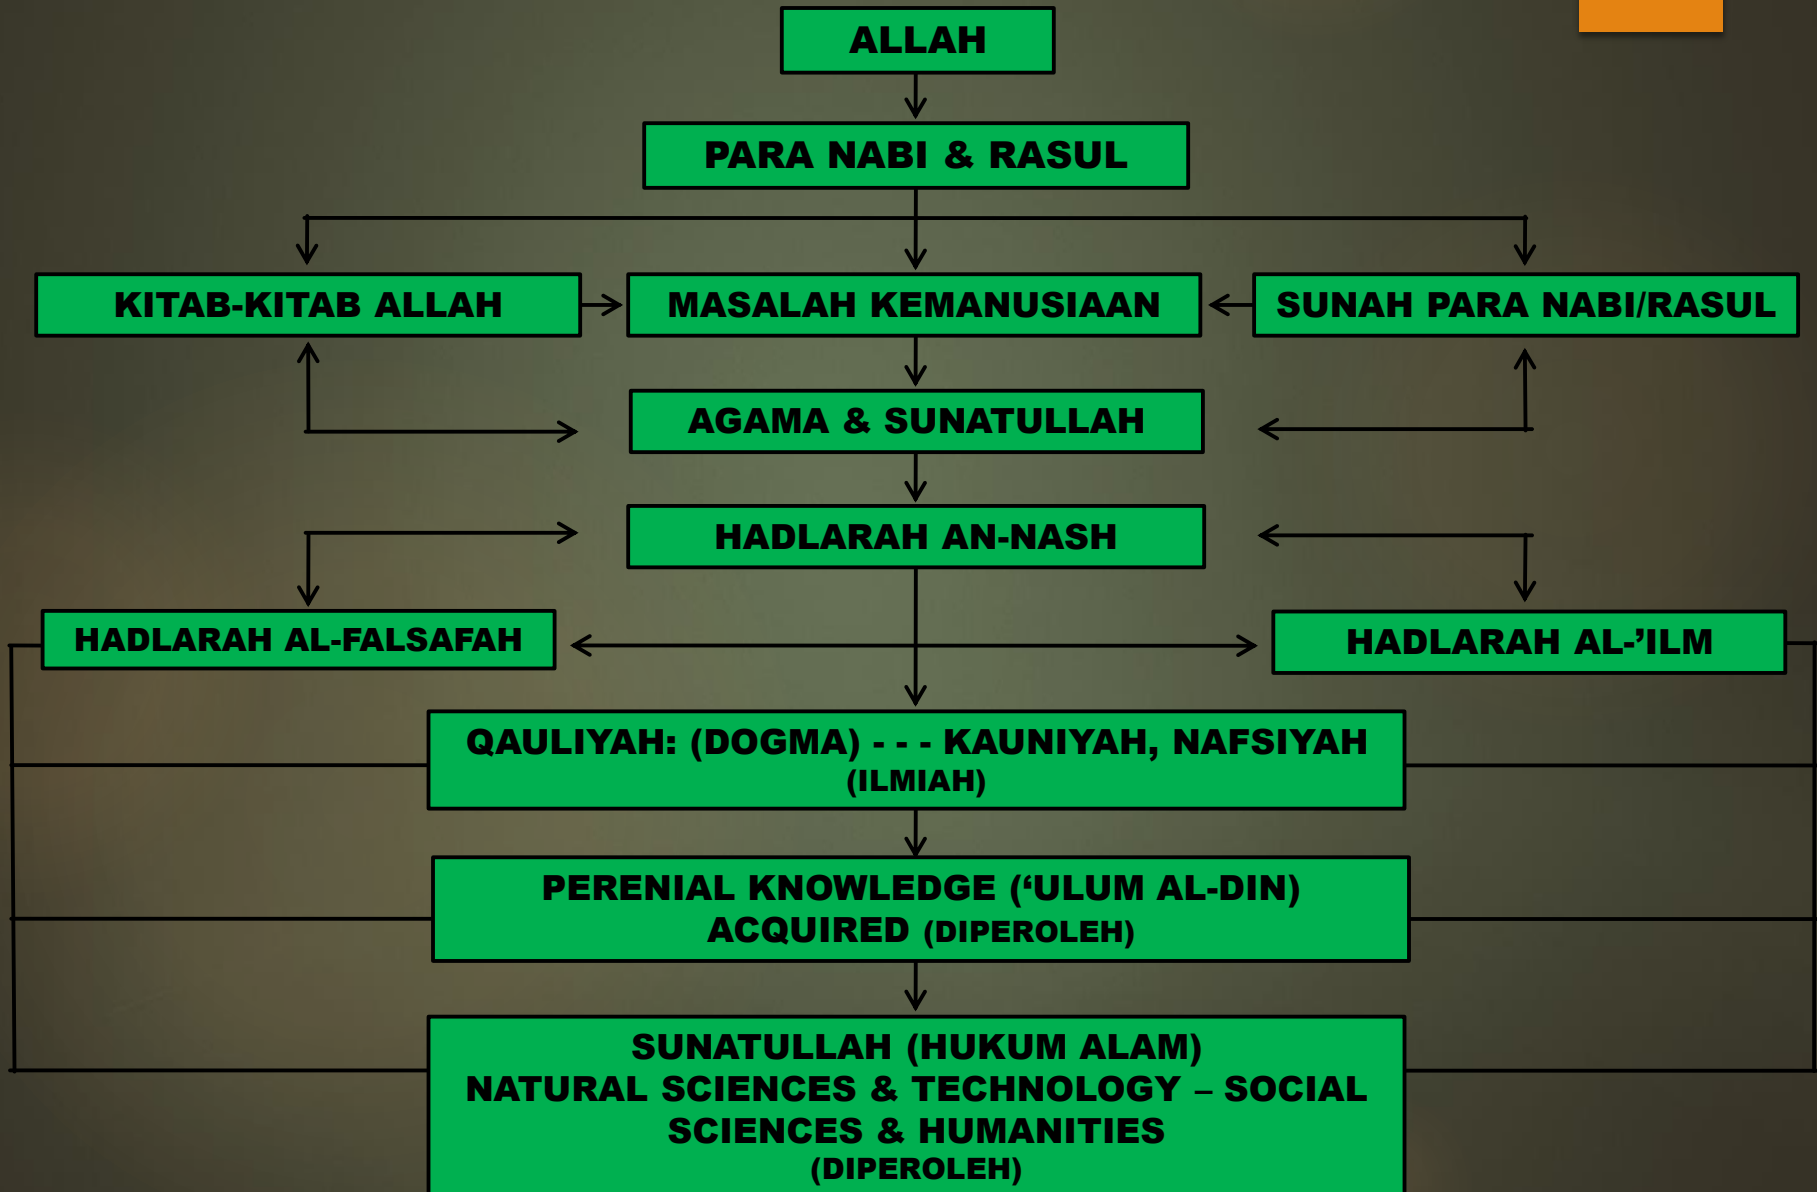 ALLAH
PARA NABI & RASUL
KITAB-KITAB ALLAH
MASALAH KEMANUSIAAN
SUNAH PARA NABI/RASUL
AGAMA & SUNATULLAH
HADLARAH AN-NASH
HADLARAH AL-FALSAFAH
HADLARAH AL-’ILM
QAULIYAH: (DOGMA) - - - KAUNIYAH, NAFSIYAH
(ILMIAH)
PERENIAL KNOWLEDGE (‘ULUM AL-DIN)
ACQUIRED (DIPEROLEH)
SUNATULLAH (HUKUM ALAM)
NATURAL SCIENCES & TECHNOLOGY – SOCIAL
SCIENCES & HUMANITIES
(DIPEROLEH)